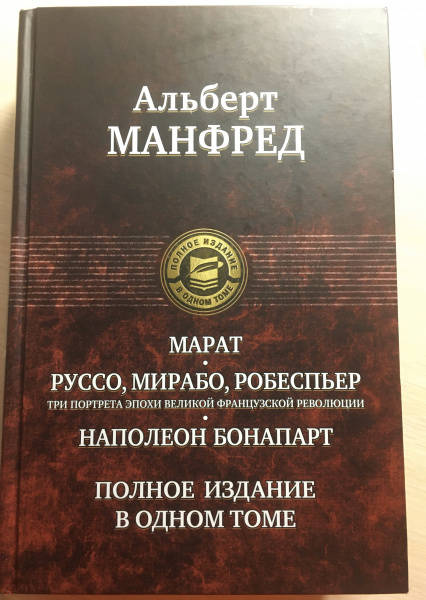 Альберт
МАНФРЕД
ПОЛНОЕ ИЗДАНИЕ
В ОДНОМ ТОМЕ
МАРАТ
•
РУССО, МИРАБО, РОБЕСПЬЕР
ТРИ ПОРТРЕТА ЭПОХИ ВЕЛИКОЙ ФРАНЦУЗСКОЙ РЕВОЛЮЦИИ
•
НАПОЛЕОН БОНАПАРТ
ПОЛНОЕ ИЗДАНИЕ
В ОДНОМ ТОМЕ